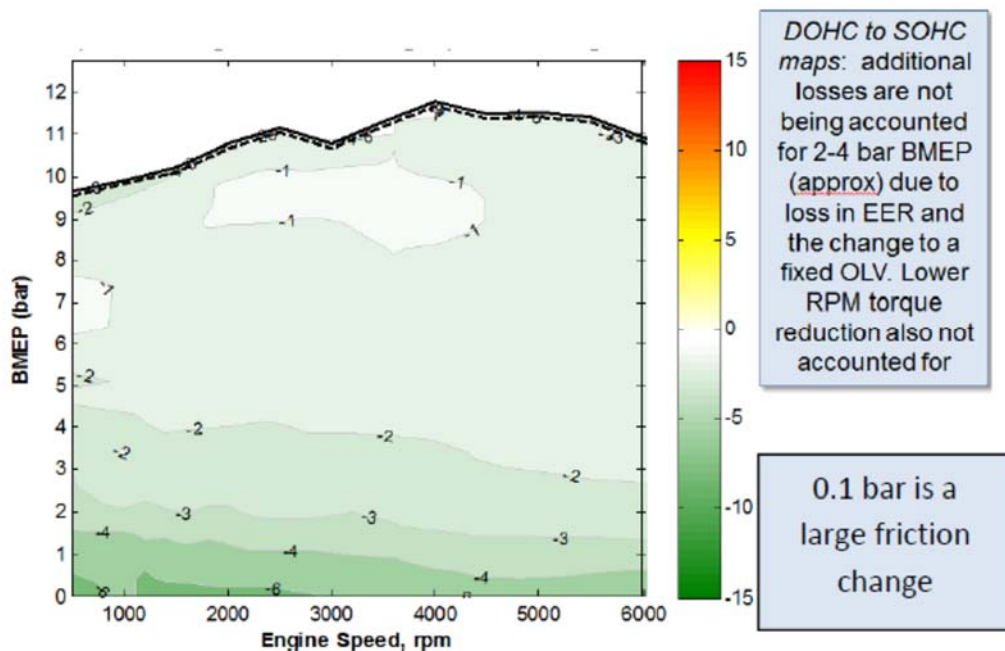 12
11
10
9
8
7
6
5
4
3
2
1
0
BMEP (bar)
1000
2000
3000
4000
5000
6000
Engine Speed, rpm
-2
-1
-1
-1
-1
-2
-2
-2
-2
-2
-3
-3
-3
-4
-4
-4
-6
15
10
5
0
-5
-10
-15
DOHC to SOHC
maps: additional
losses are not
being accounted
for 2-4 bar BMEP
(approx) due to
loss in EER and
the change to a
fixed OLV. Lower
RPM torque
reduction also not
accounted for
0.1 bar is a
large friction
change